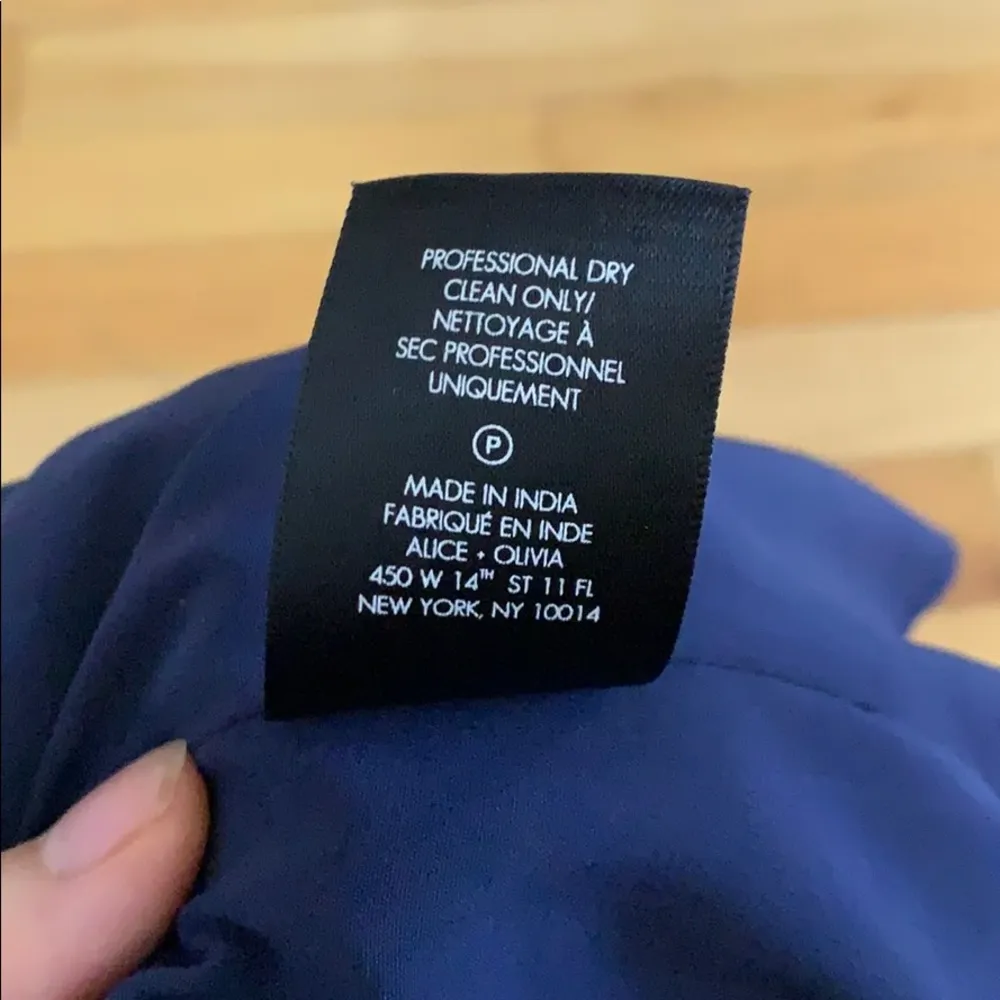 PROFESSIONAL DRY
CLEAN ONLY/
NETTOYAGE À
SEC PROFESSIONNEL
UNIQUEMENT
P
MADE IN INDIA
FABRIQUÉ EN INDE
ALICE + OLIVIA
450 W 14TH ST 11 FL
NEW YORK, NY 10014